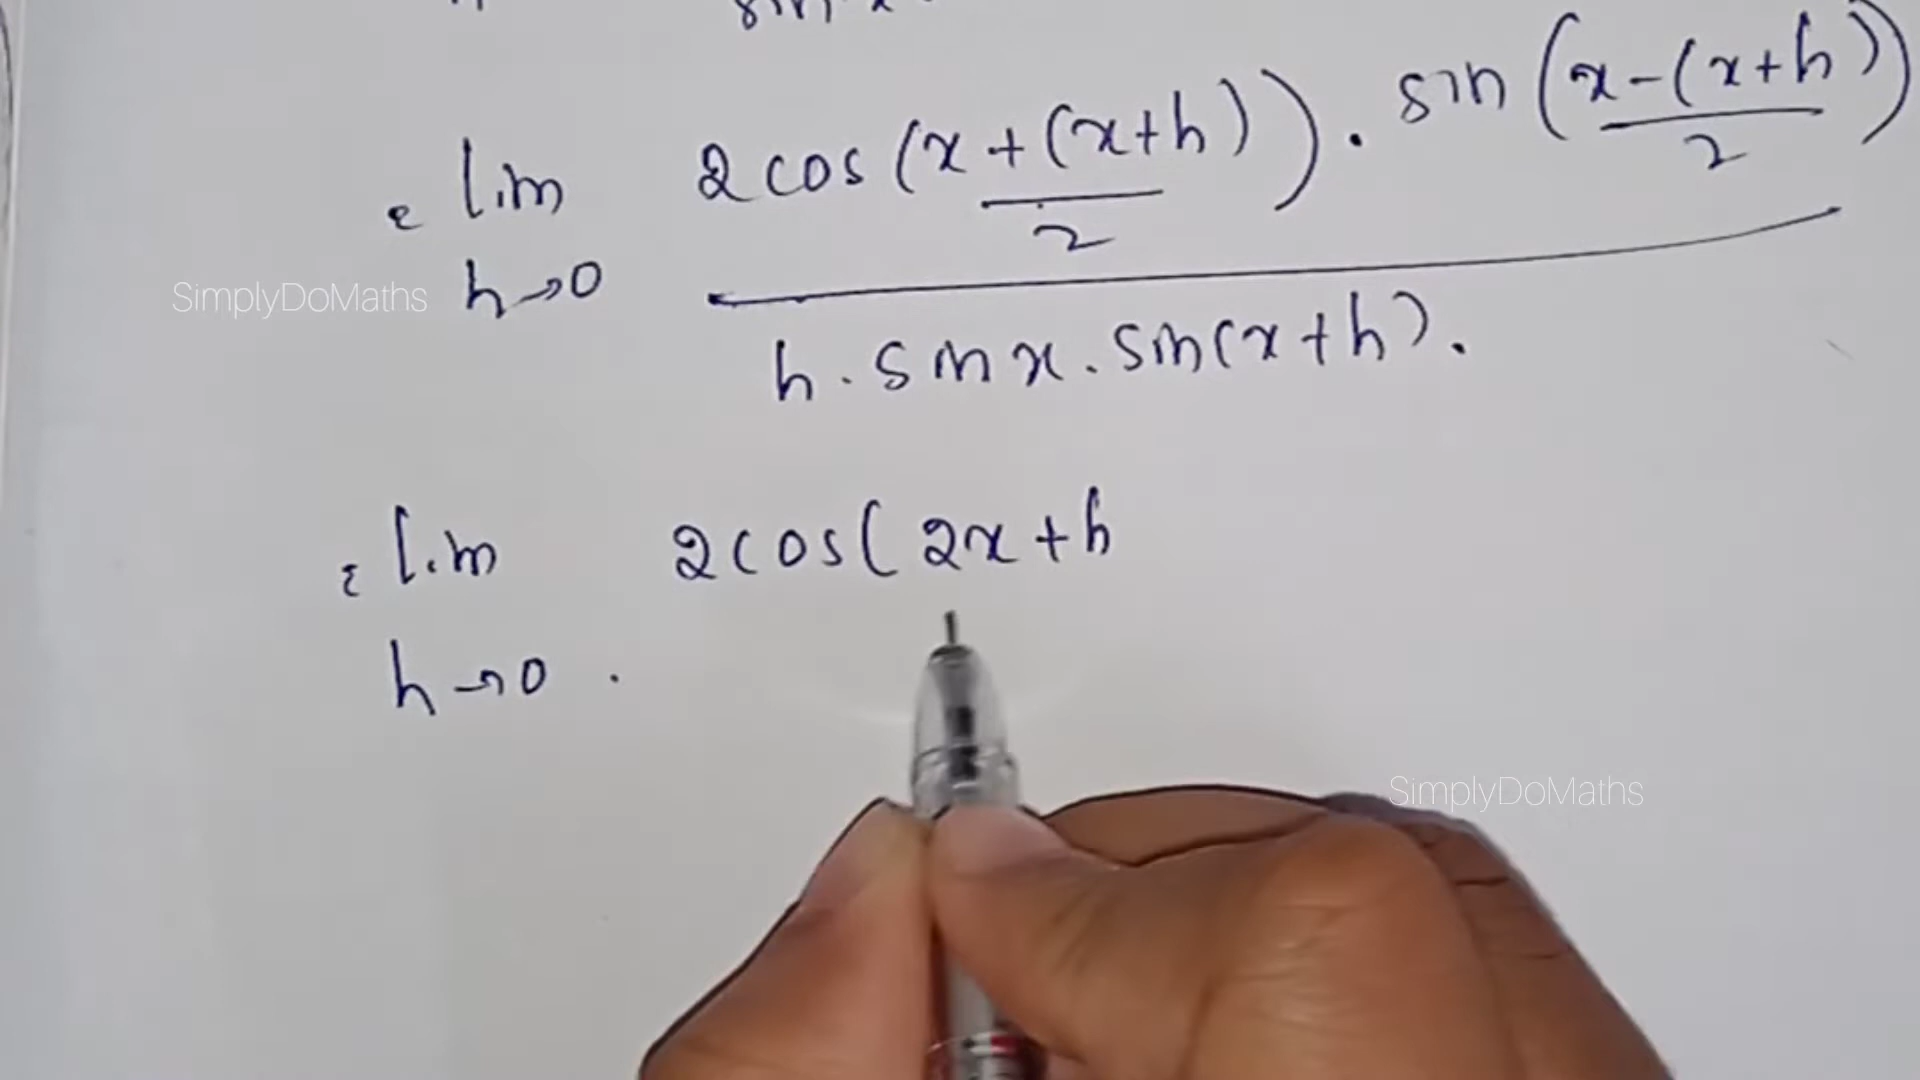 = lim 2cos(x+(x+h))/2) . sin(x-(x+h))/2
h→0 h . sin x . sin(x+h).
= lim 2cos(2x+h
h→0 .
SimplyDoMaths
SimplyDoMaths